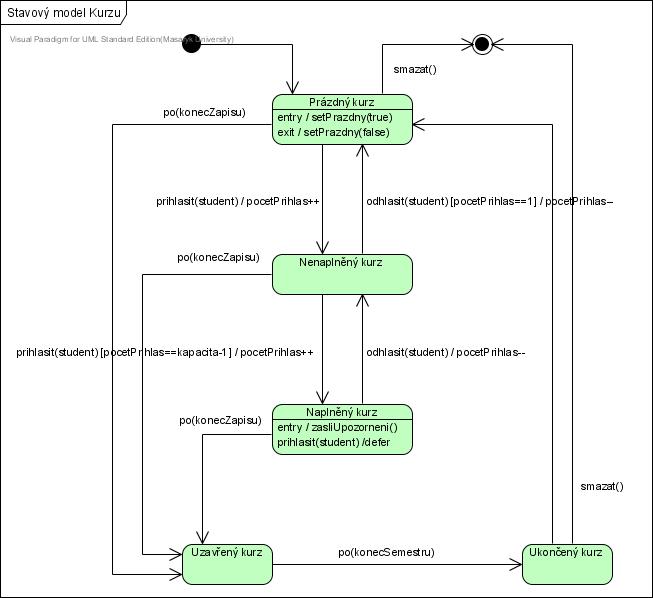 Stavový model Kurzu
Visual Paradigm for UML Standard Edition(Masaryk University)
smazat()
Prázdný kurz
entry / setPrazdny(true)
exit / setPrazdny(false)
po(konecZapisu)
prihlasit(student) / pocetPrihlas++
odhlasit(student) [pocetPrihlas==1] / pocetPrihlas--
po(konecZapisu)
Nenaplněný kurz
prihlasit(student) [pocetPrihlas==kapacita-1] / pocetPrihlas++
odhlasit(student) / pocetPrihlas--
Naplněný kurz
entry / zasliUpozorneni()
prihlasit(student) /defer
po(konecZapisu)
smazat()
Uzavřený kurz
po(konecSemestru)
Ukončený kurz